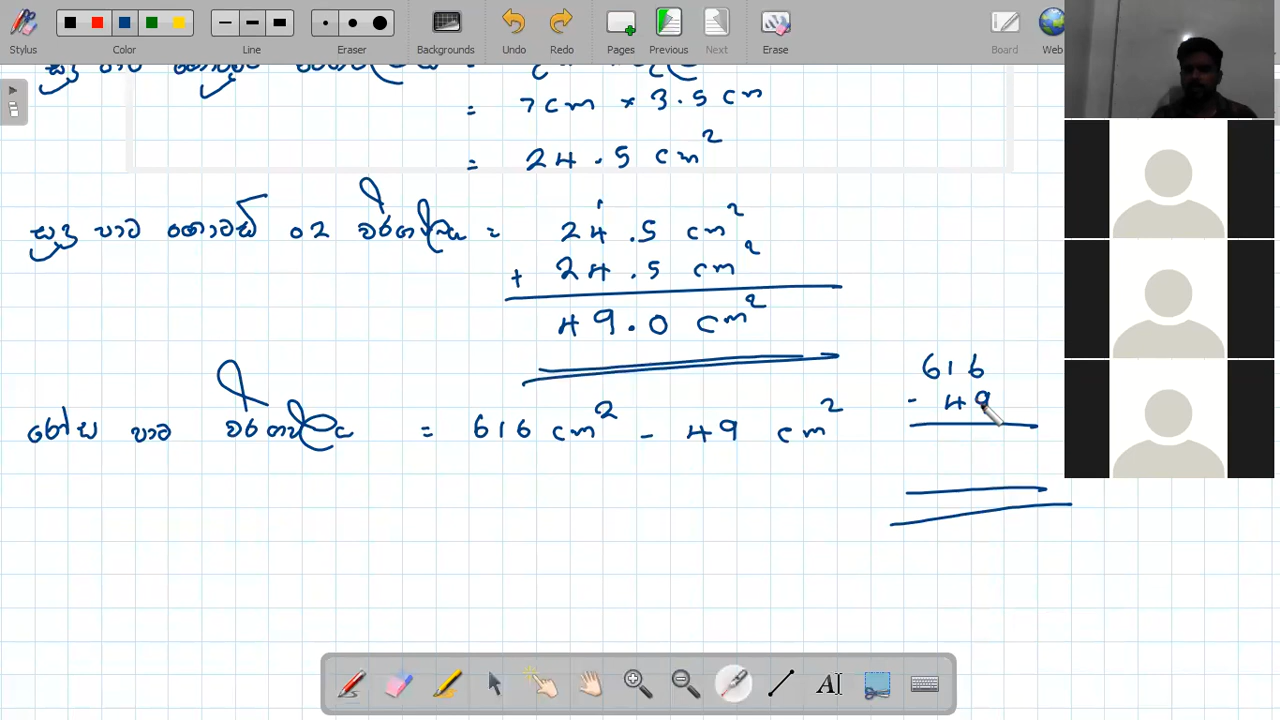 Stylus Color Line Eraser Backgrounds Undo Redo Pages Previous Next Erase Board Web
= 7cm × 3.5 cm
= 24.5 cm²
සුදු පාට කොටස් 02 වර්ගඵලය = 24.5 cm²
+ 24.5 cm²
49.0 cm²
616
- 49
රෝස පාට වර්ගඵලය = 616 cm² - 49 cm²